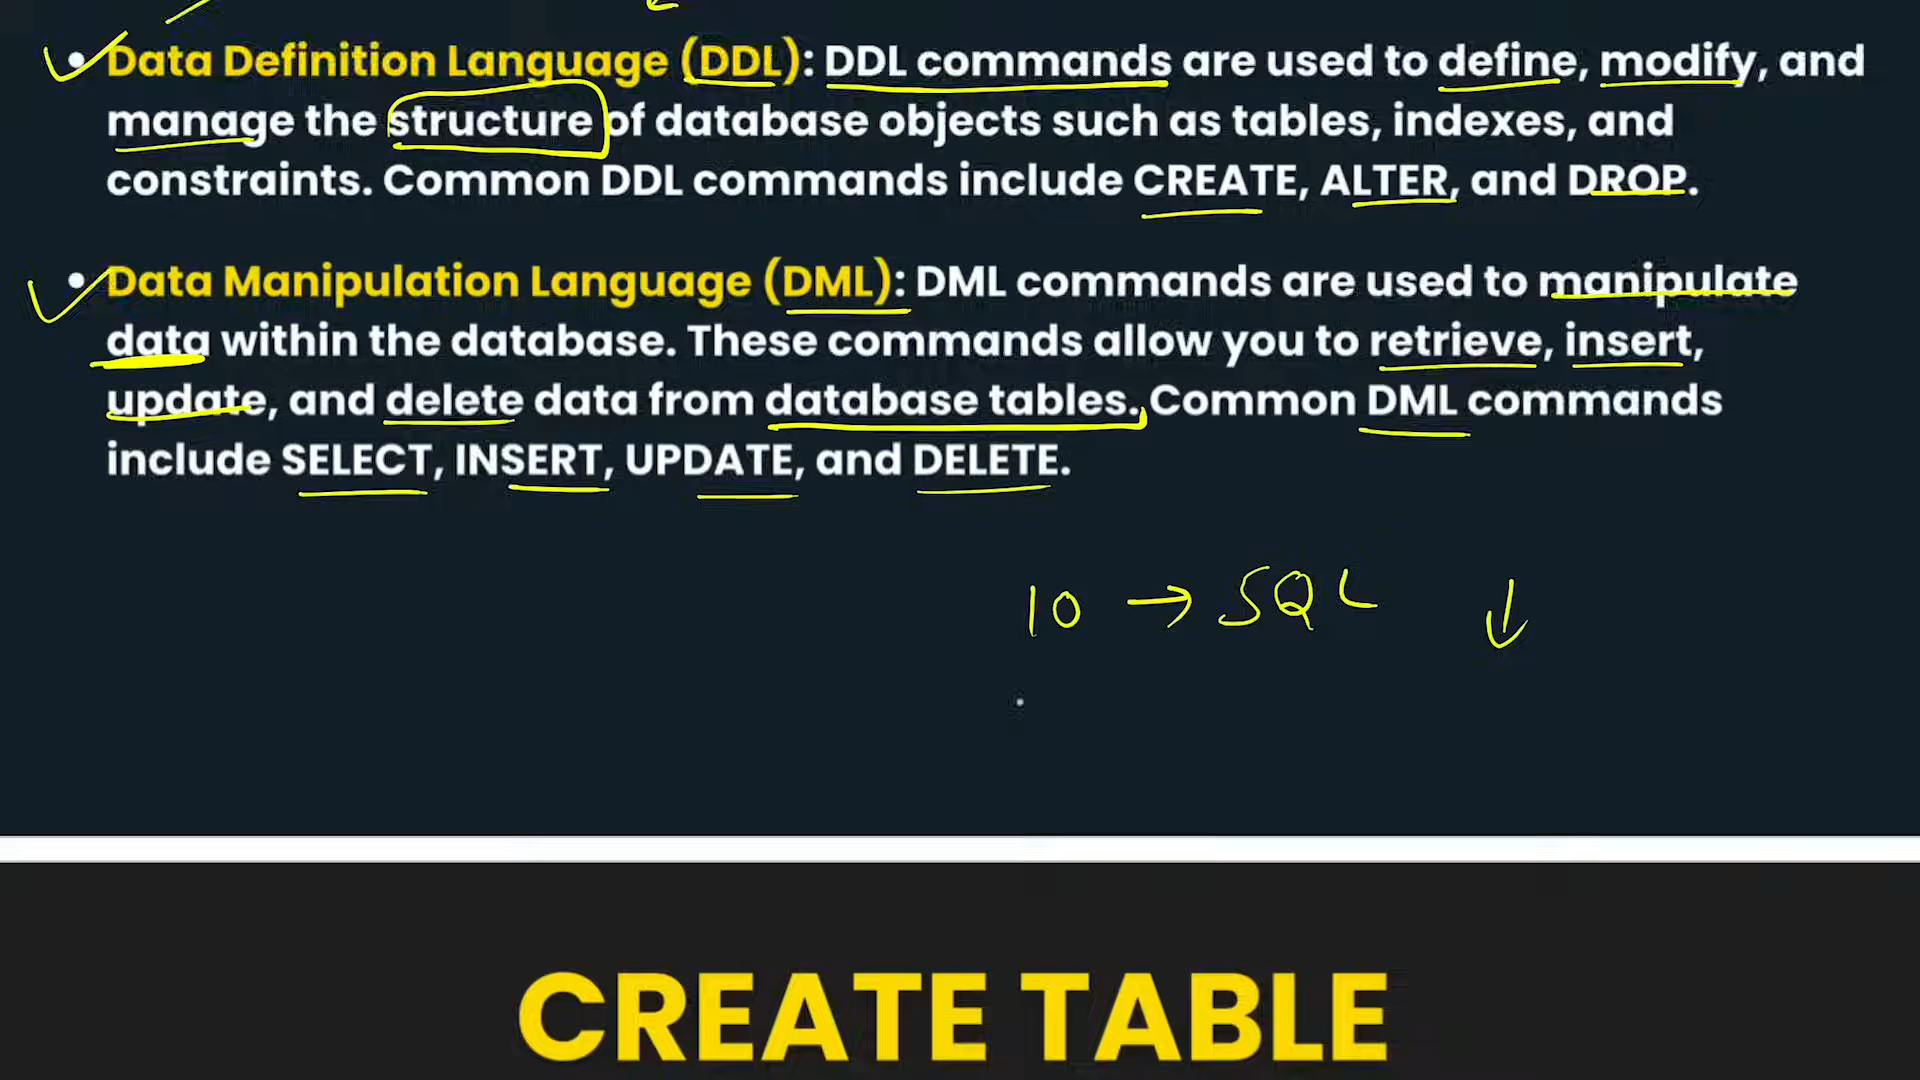 • Data Definition Language (DDL): DDL commands are used to define, modify, and
manage the structure of database objects such as tables, indexes, and
constraints. Common DDL commands include CREATE, ALTER, and DROP.
• Data Manipulation Language (DML): DML commands are used to manipulate
data within the database. These commands allow you to retrieve, insert,
update, and delete data from database tables. Common DML commands
include SELECT, INSERT, UPDATE, and DELETE.
10 → SQL ↓
CREATE TABLE